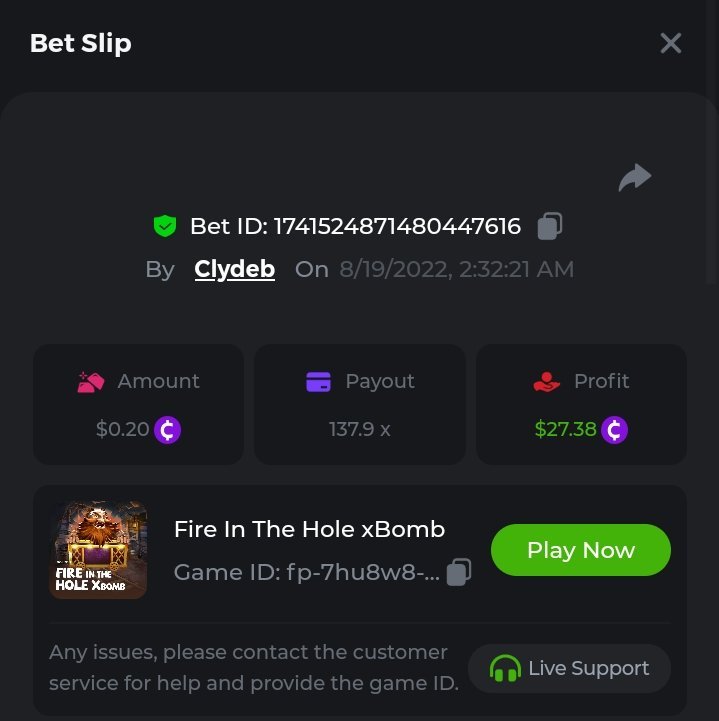 Bet Slip
Bet ID: 1741524871480447616
By Clydeb On 8/19/2022, 2:32:21 AM
Amount Payout Profit
$0.20 137.9 x $27.38
Fire In The Hole xBomb
Game ID: fp-7hu8w8-...
Play Now
FIRE IN THE
HOLE XBOMB
Any issues, please contact the customer
service for help and provide the game ID.
Live Support